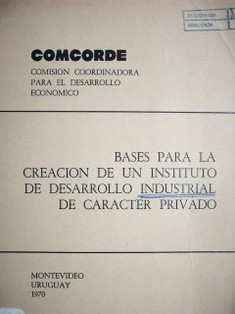 COMCORDE
COMISION COORDINADORA
PARA EL DESARROLLO
ECONOMICO
BASES PARA LA
CREACION DE UN INSTITUTO
DE DESARROLLO INDUSTRIAL
DE CARACTER PRIVADO
MONTEVIDEO
URUGUAY
1970